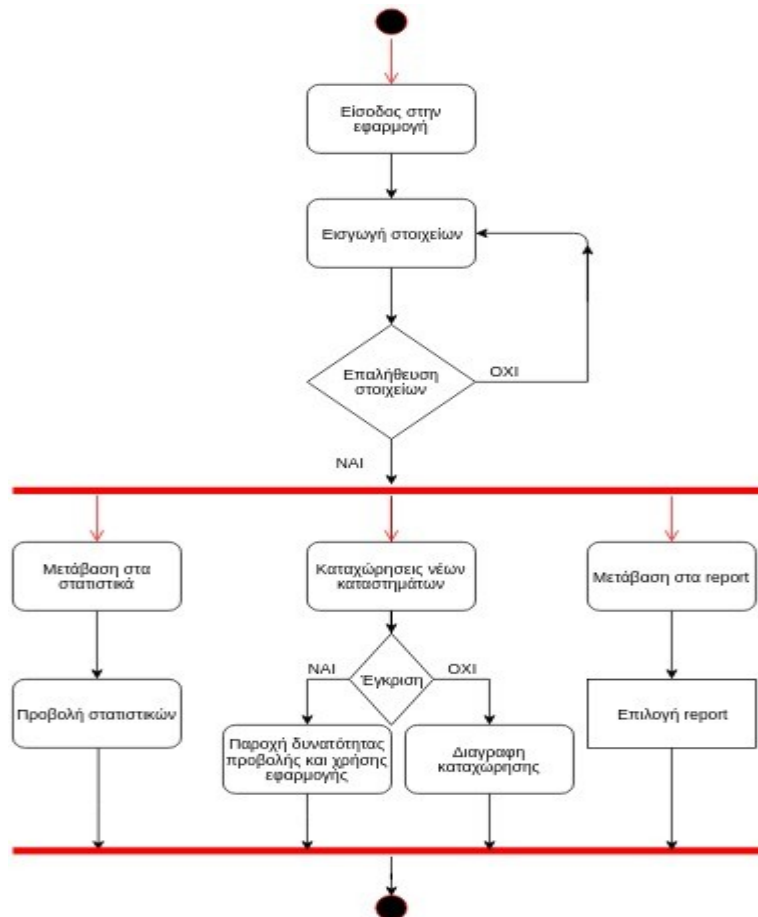 Είσοδος στην
εφαρμογή
Εισγωγή στοιχείων
Επαλήθευση
στοιχείων
ΟΧΙ
ΝΑΙ
Μετάβαση στα
στατιστικά
Καταχώρησεις νέων
καταστημάτων
Μετάβαση στα report
ΝΑΙ
Έγκριση
ΟΧΙ
Προβολή στατιστικών
Παροχή δυνατότητας
προβολής και χρήσης
εφαρμογής
Διαγραφη
καταχώρησης
Επιλογή report